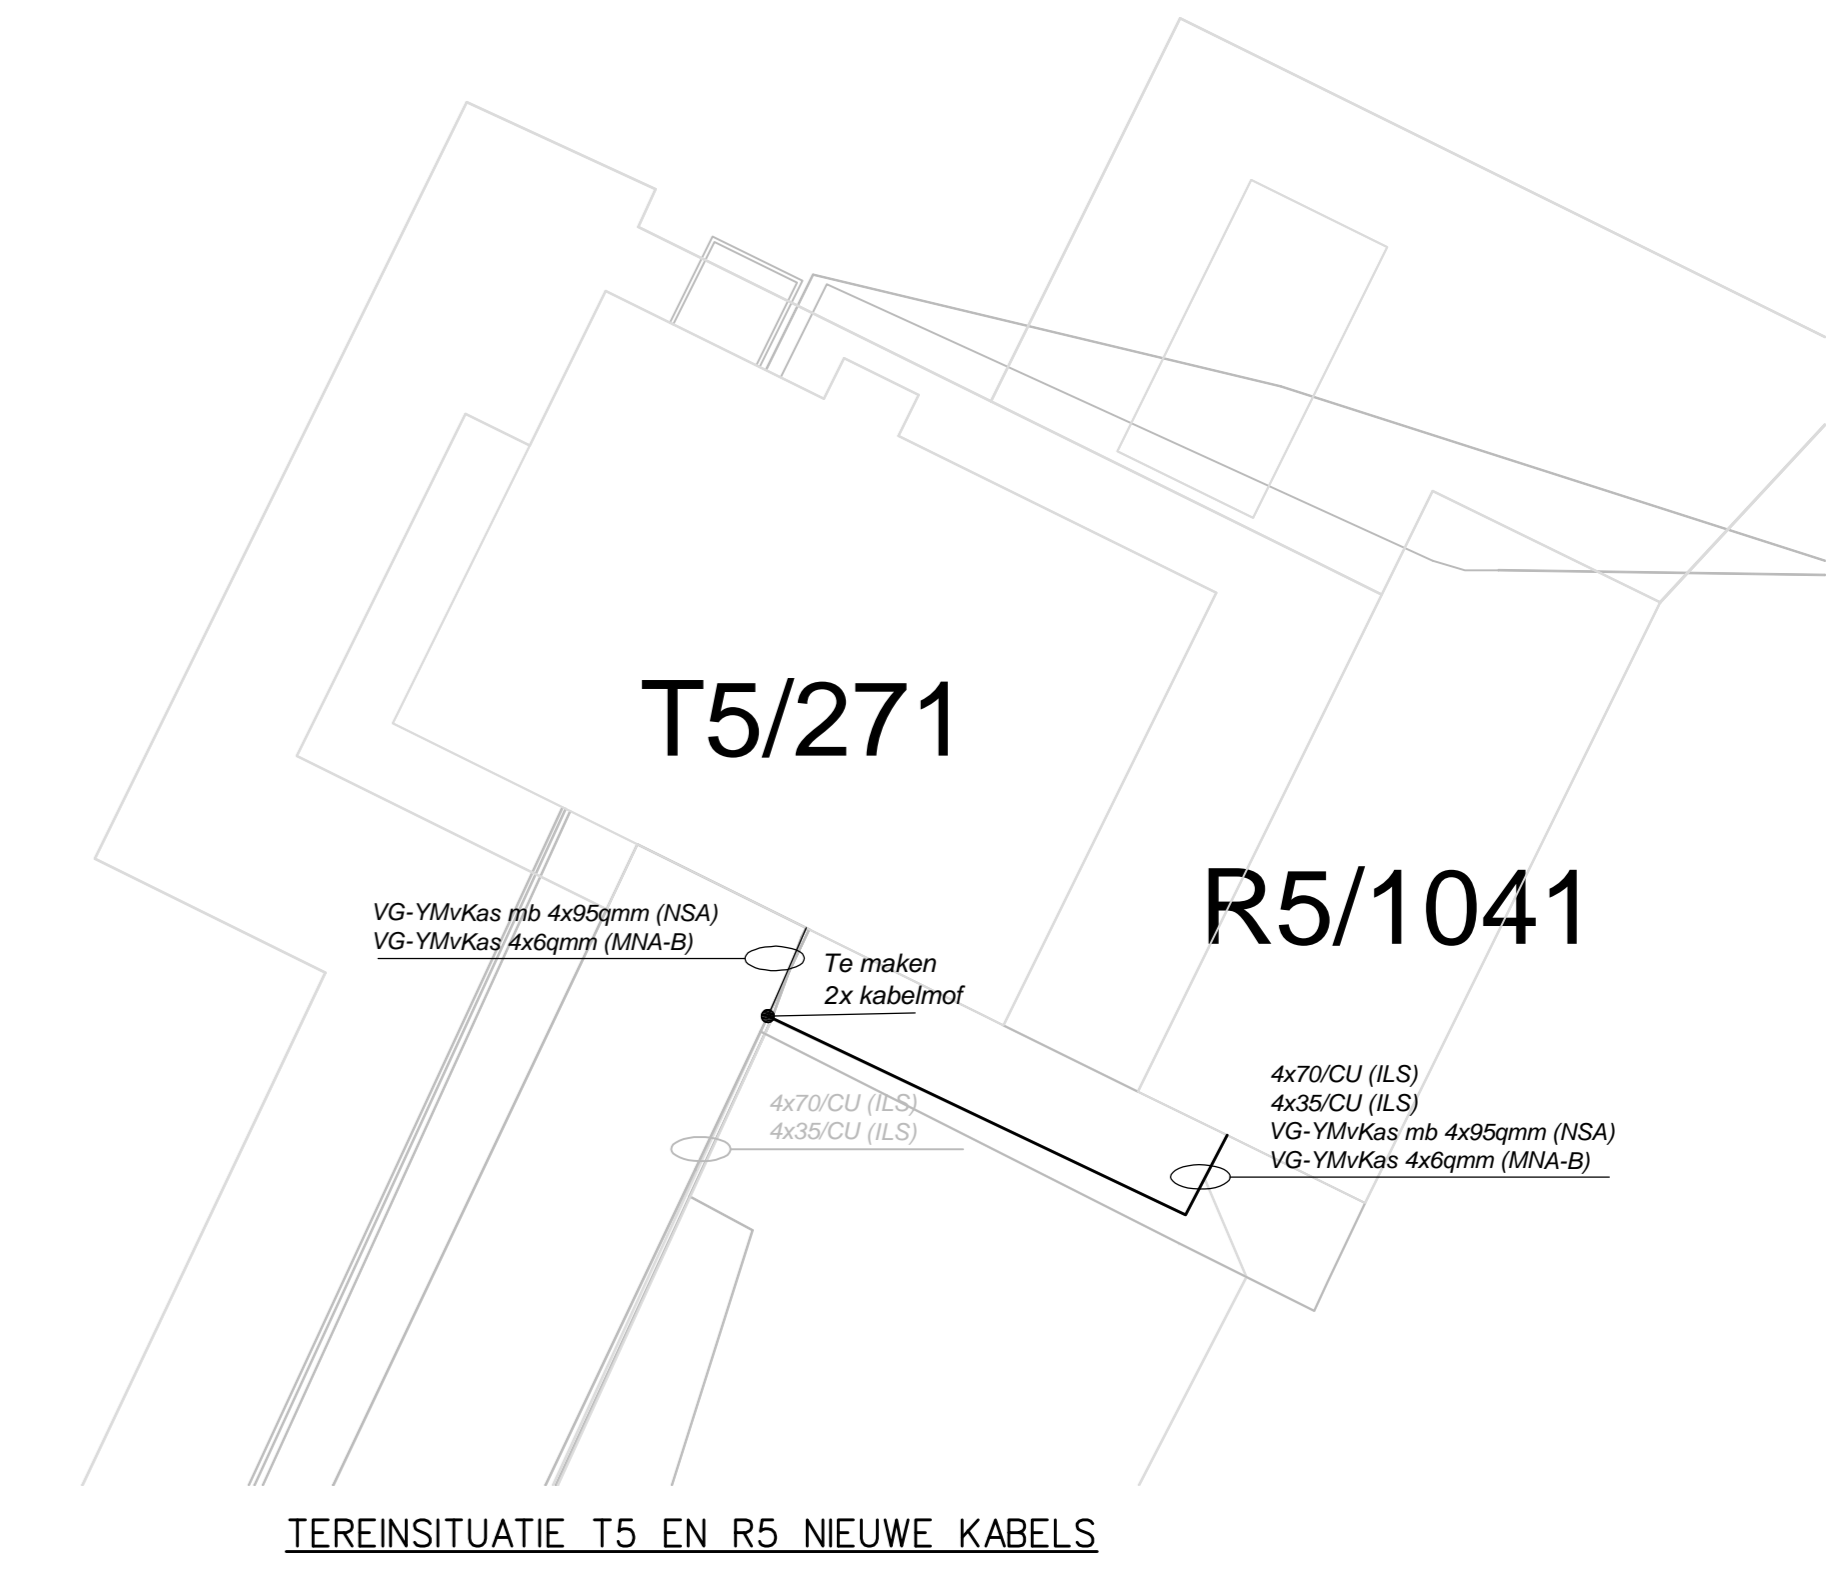 T5/271
R5/1041
VG-YMvKas mb 4x95qmm (NSA)
VG-YMvKas 4x6qmm (MNA-B)
Te maken
2x kabelmof
4x70/CU (ILS)
4x35/CU (ILS)
4x70/CU (ILS)
4x35/CU (ILS)
VG-YMvKas mb 4x95qmm (NSA)
VG-YMvKas 4x6qmm (MNA-B)
TEREINSITUATIE T5 EN R5 NIEUWE KABELS